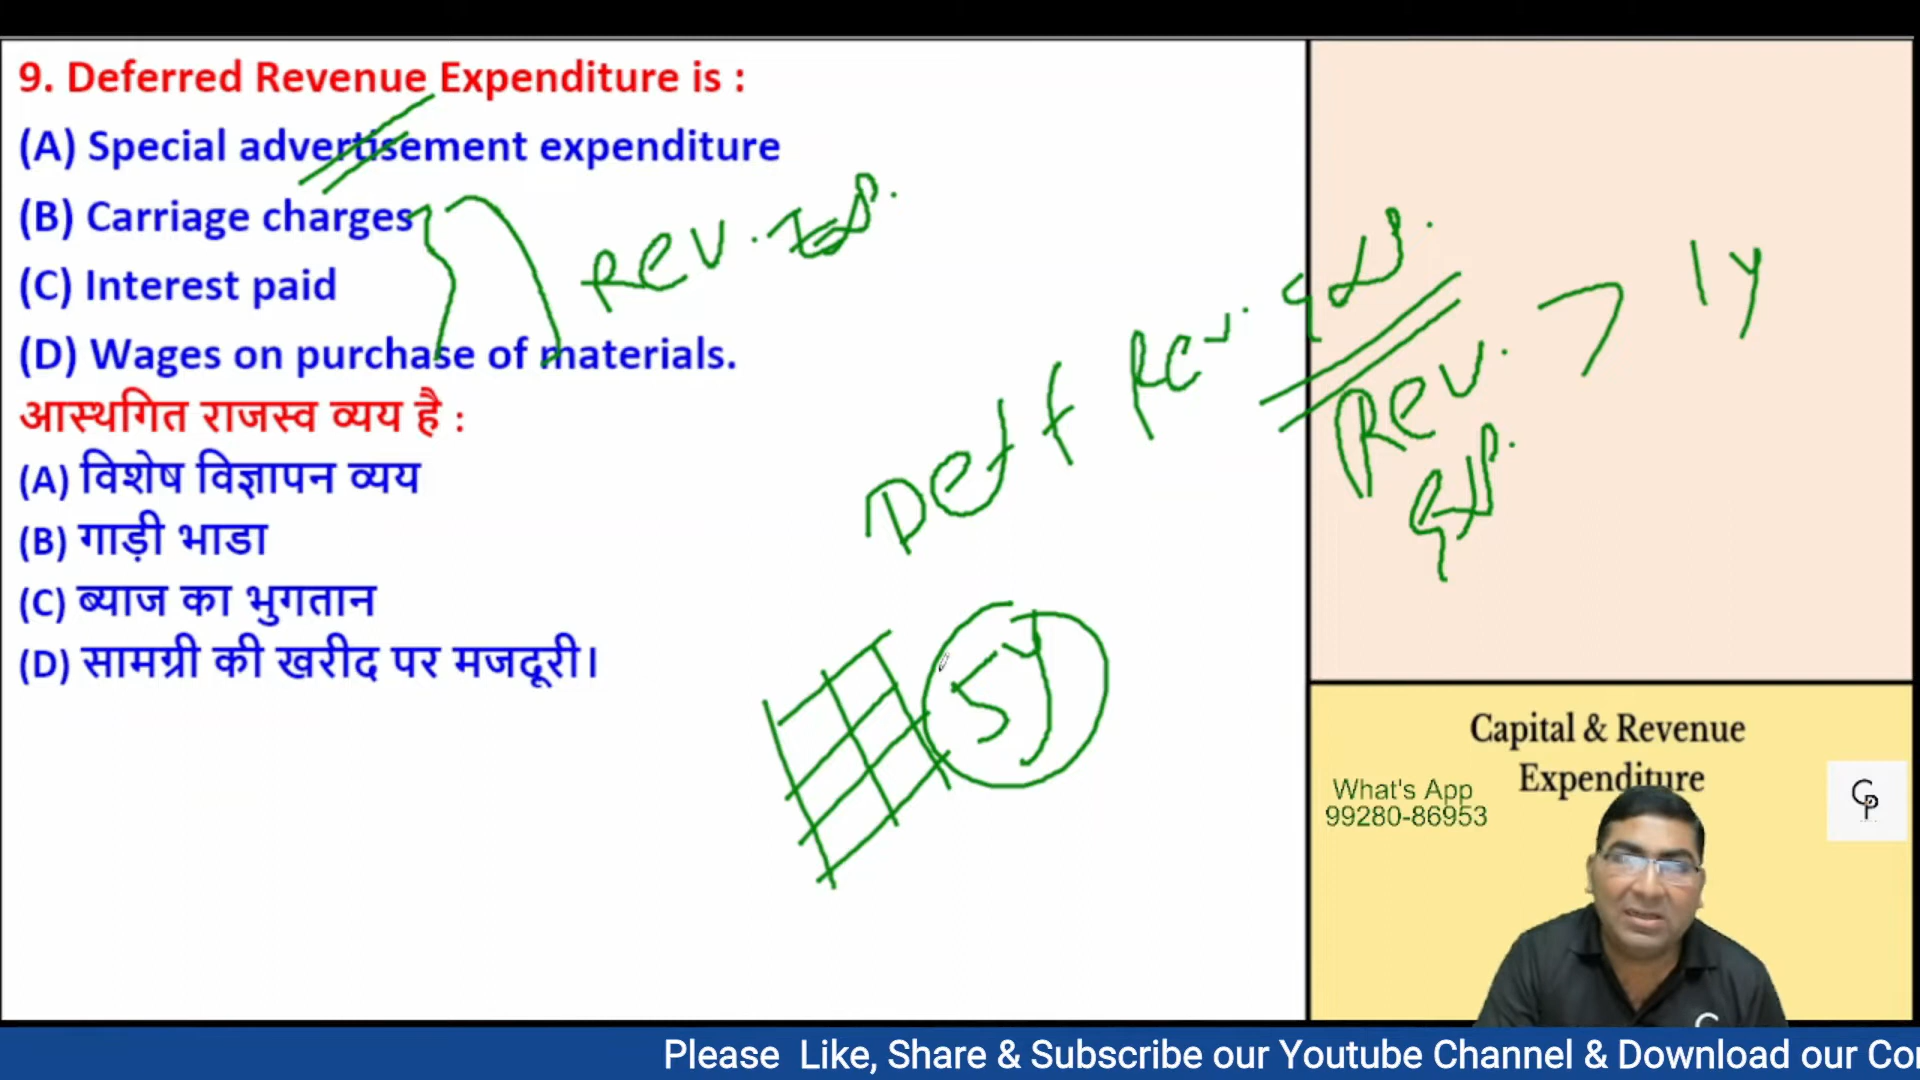 9. Deferred Revenue Expenditure is :
(A) Special advertisement expenditure
(B) Carriage charges
(C) Interest paid
(D) Wages on purchase of materials.
आस्थगित राजस्व व्यय है :
(A) विशेष विज्ञापन व्यय
(B) गाड़ी भाडा
(C) ब्याज का भुगतान
(D) सामग्री की खरीद पर मजदूरी।
Rev.
Deff Rev.
Rev. > 1y
5y
Capital & Revenue
Expenditure
What's App
99280-86953
CP
Please Like, Share & Subscribe our Youtube Channel & Download our Co